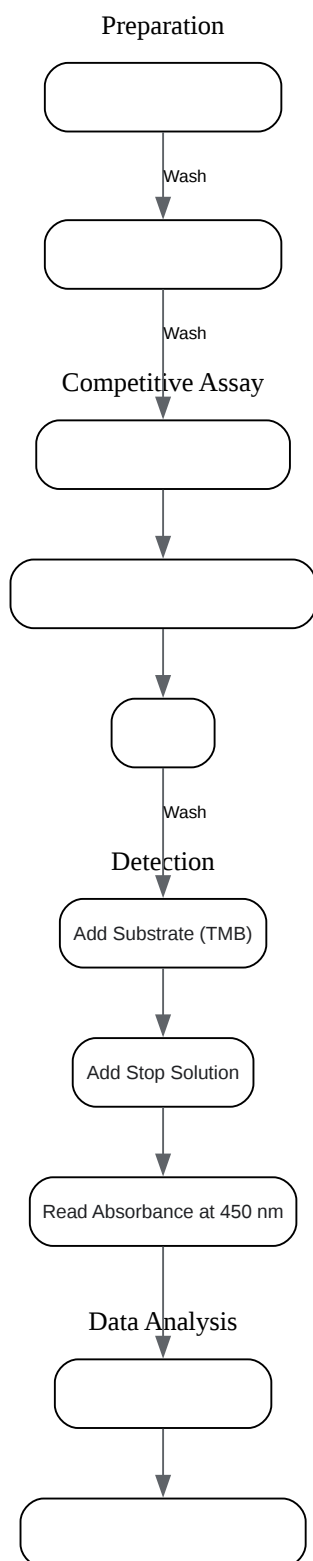 Preparation
Wash
Wash
Competitive Assay
Wash
Detection
Add Substrate (TMB)
Add Stop Solution
Read Absorbance at 450 nm
Data Analysis